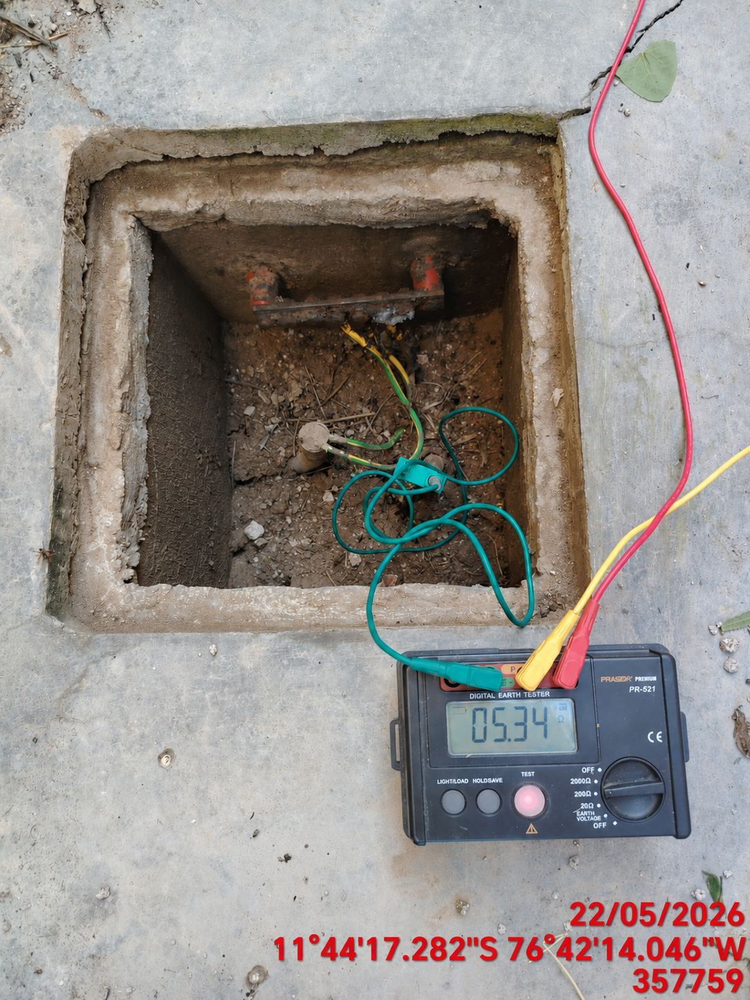 P
PRASOR® PREMIUM
PR-521
DIGITAL EARTH TESTER
05.34
Ω
CE
LIGHT/LOAD HOLDSAVE TEST
OFF
2000Ω
200Ω
20Ω
EARTH VOLTAGE
OFF
22/05/2026
11°44'17.282"S 76°42'14.046"W
357759